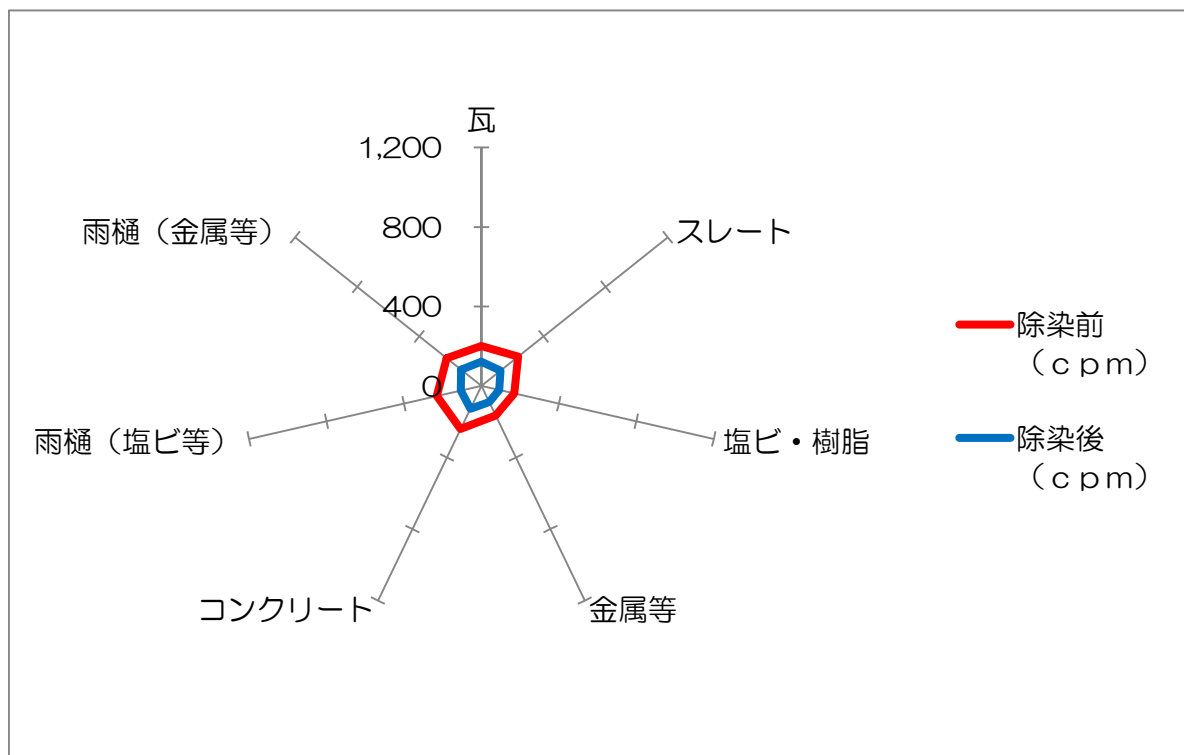 瓦
1,200
800
400
0
スレート
塩ビ・樹脂
金属等
コンクリート
雨樋（塩ビ等）
雨樋（金属等）
除染前
（ｃｐｍ）
除染後
（ｃｐｍ）